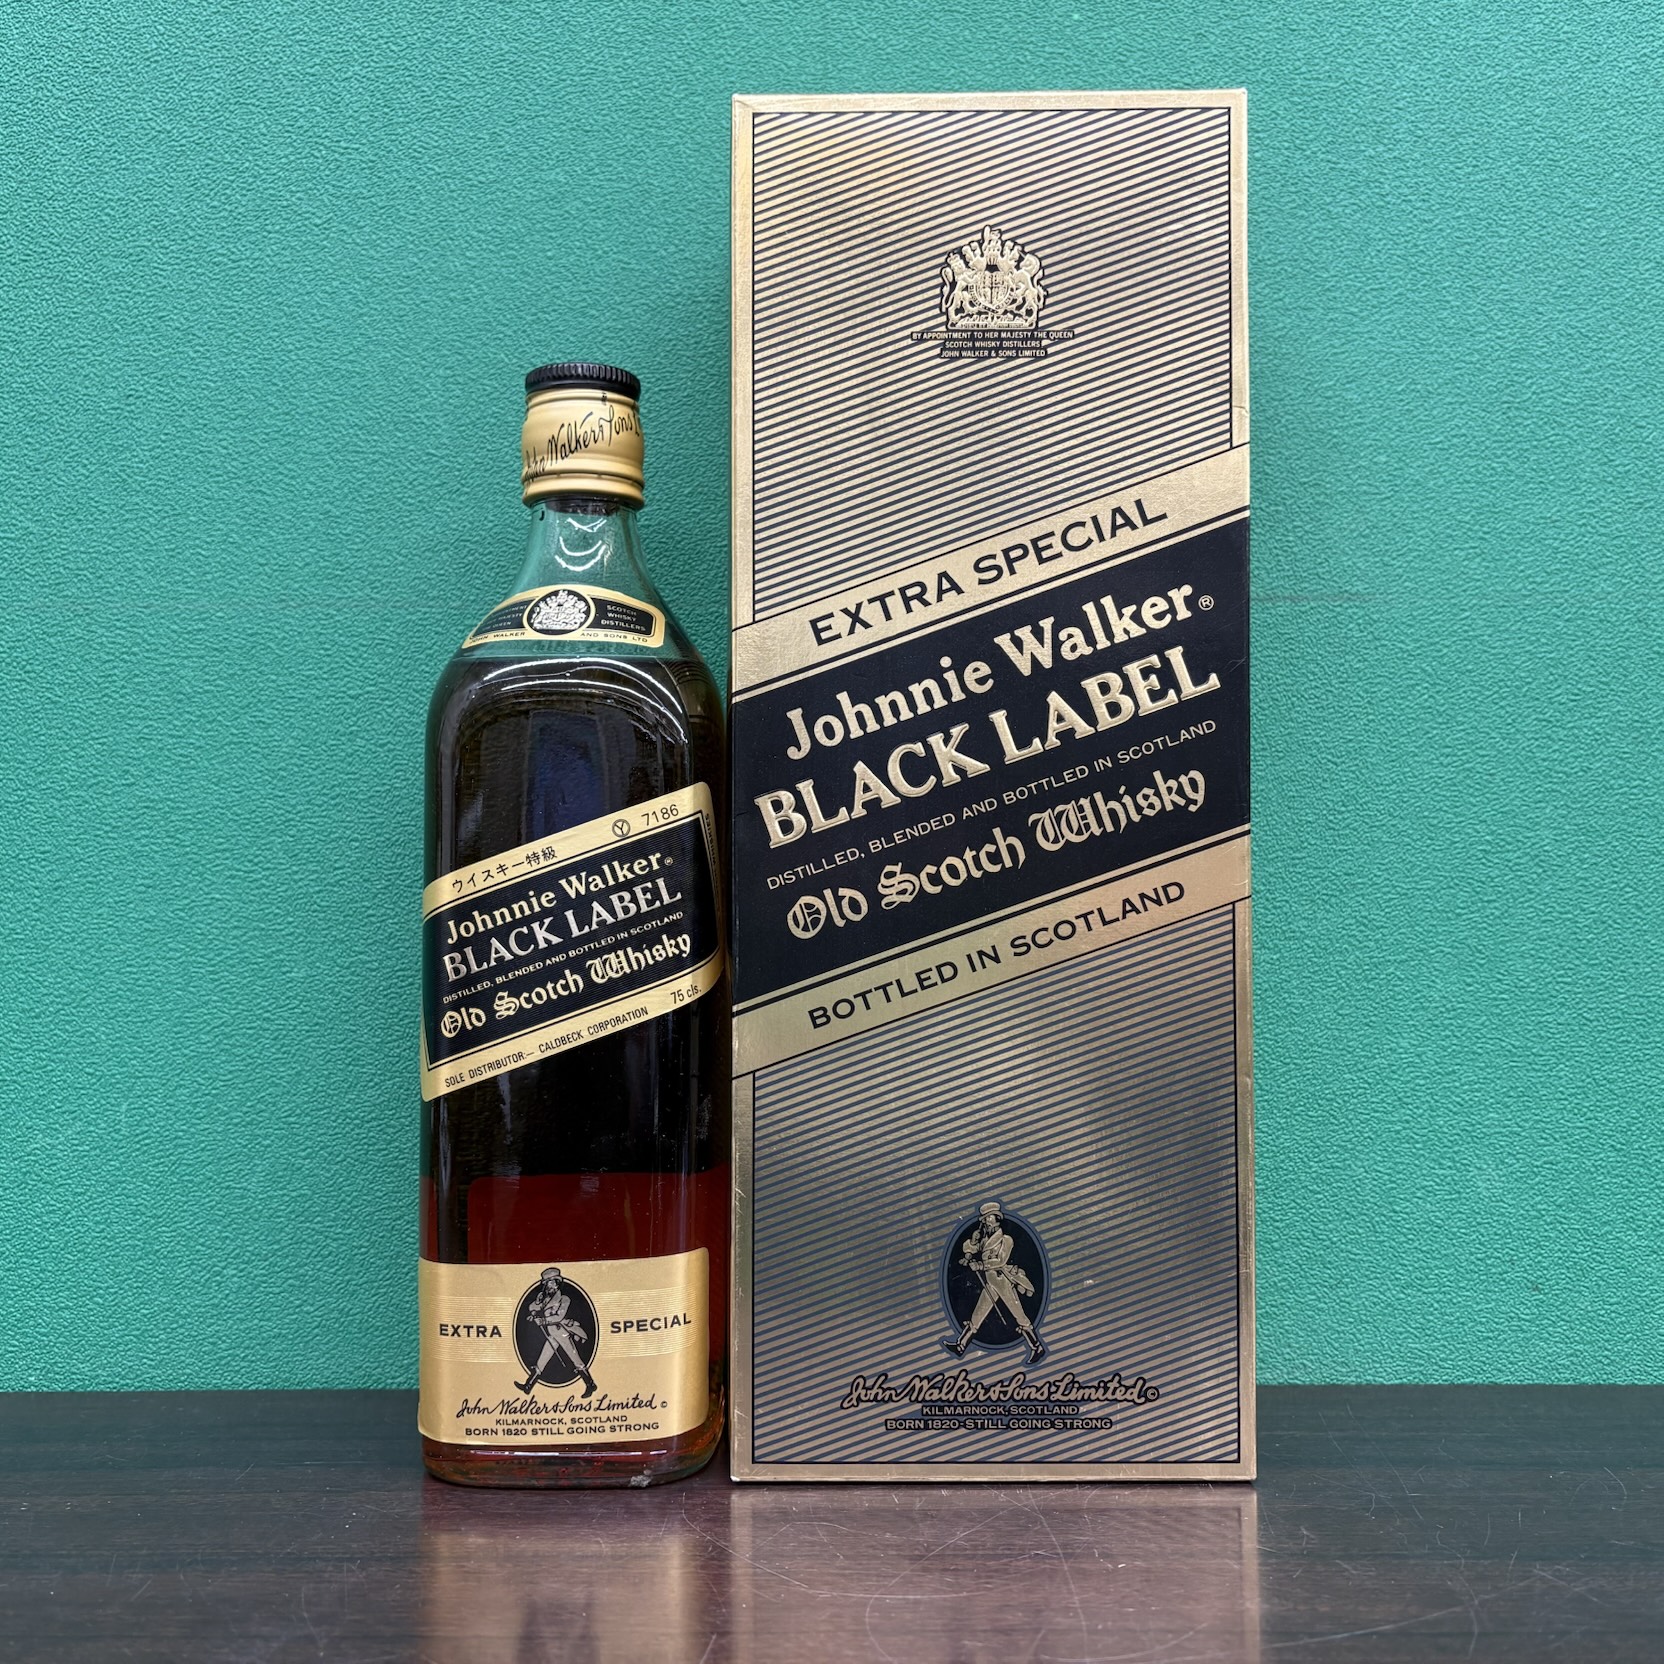 John Walker & Sons L
SCOTCH
WHISKY
DISTILLERS
JOHN WALKER AND SONS LTD
ウイスキー特級 Ⓨ 7186
Johnnie Walker®
BLACK LABEL
DISTILLED, BLENDED AND BOTTLED IN SCOTLAND
Old Scotch Whisky
75 cls.
SOLE DISTRIBUTOR:— CALDBECK CORPORATION
EXTRA SPECIAL
John Walker & Sons Limited ©
KILMARNOCK, SCOTLAND
BORN 1820 STILL GOING STRONG
BY APPOINTMENT TO HER MAJESTY THE QUEEN
SCOTCH WHISKY DISTILLERS
JOHN WALKER & SONS LIMITED
EXTRA SPECIAL
Johnnie Walker®
BLACK LABEL
DISTILLED, BLENDED AND BOTTLED IN SCOTLAND
Old Scotch Whisky
BOTTLED IN SCOTLAND
John Walker & Sons Limited ©
KILMARNOCK, SCOTLAND
BORN 1820-STILL GOING STRONG